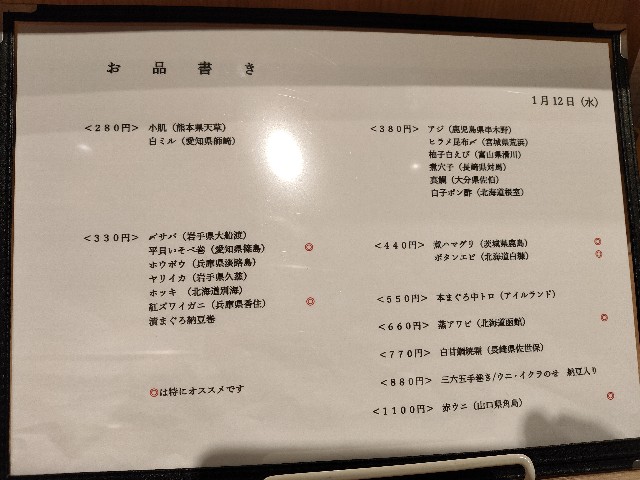 お品書き
1月12日（水）
＜280円＞ 小肌（熊本県天草）
白ミル（愛知県師崎）
＜330円＞ 〆サバ（岩手県大船渡）
平貝いそべ巻（愛知県篠島） ◎
ホウボウ（兵庫県淡路島）
ヤリイカ（岩手県久慈）
ホッキ（北海道別海）
紅ズワイガニ（兵庫県香住） ◎
漬まぐろ納豆巻
◎は特にオススメです
＜380円＞ アジ（鹿児島県串木野）
ヒラメ昆布〆（宮城県荒浜）
柚子白えび（富山県滑川）
煮穴子（長崎県対馬）
真鯛（大分県佐伯）
白子ポン酢（北海道根室）
＜440円＞ 煮ハマグリ（茨城県鹿島） ◎
ボタンエビ（北海道白糠） ◎
＜550円＞ 本まぐろ中トロ（アイルランド）
＜660円＞ 蒸アワビ（北海道函館） ◎
＜770円＞ 白甘鯛焼霜（長崎県佐世保）
＜880円＞ 三六五手巻き/ウニ・イクラのせ 納豆入り
＜1100円＞ 赤ウニ（山口県角島） ◎